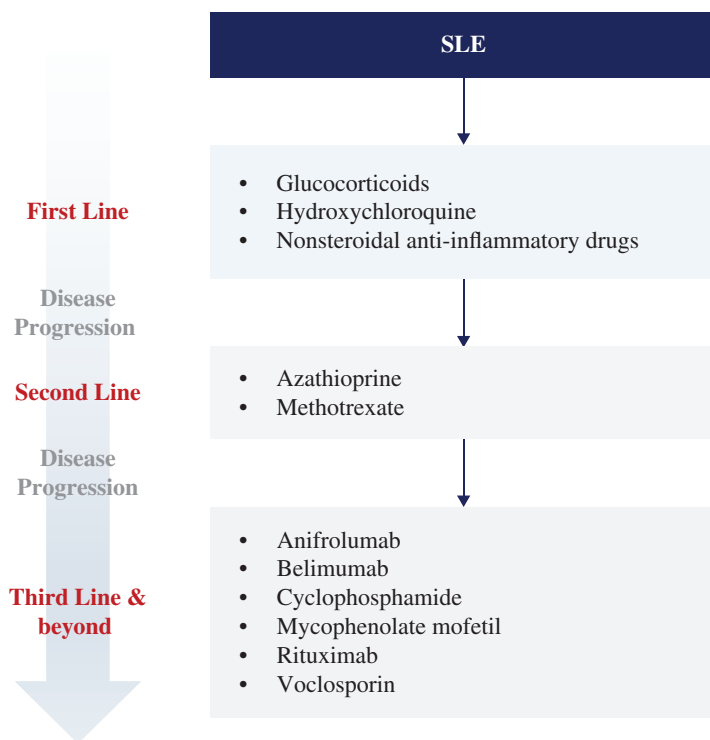 SLE
First Line
• Glucocorticoids
• Hydroxychloroquine
• Nonsteroidal anti-inflammatory drugs
Disease
Progression
Second Line
• Azathioprine
• Methotrexate
Disease
Progression
Third Line &
beyond
• Anifrolumab
• Belimumab
• Cyclophosphamide
• Mycophenolate mofetil
• Rituximab
• Voclosporin